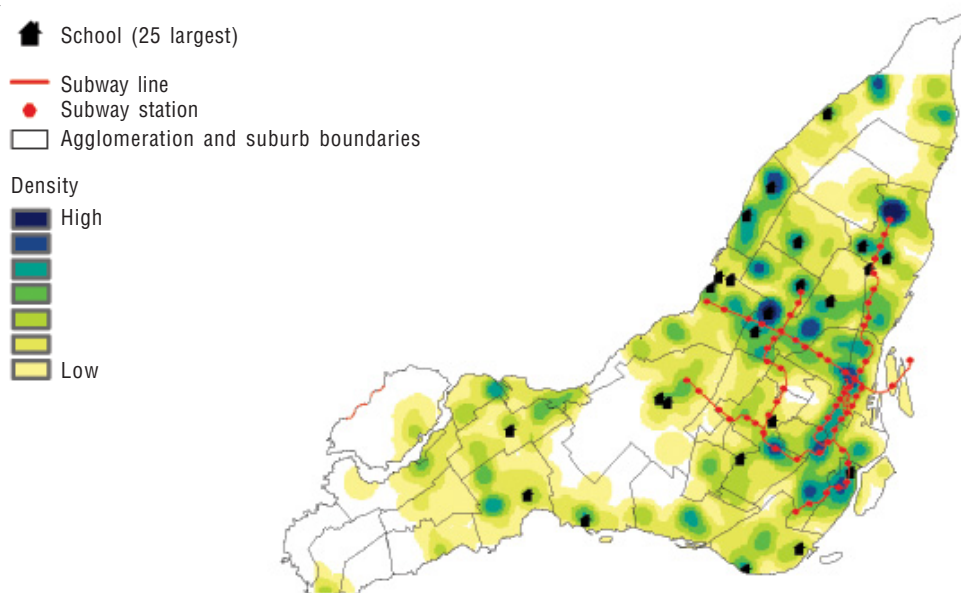 School (25 largest)
Subway line
Subway station
Agglomeration and suburb boundaries
Density
High
Low